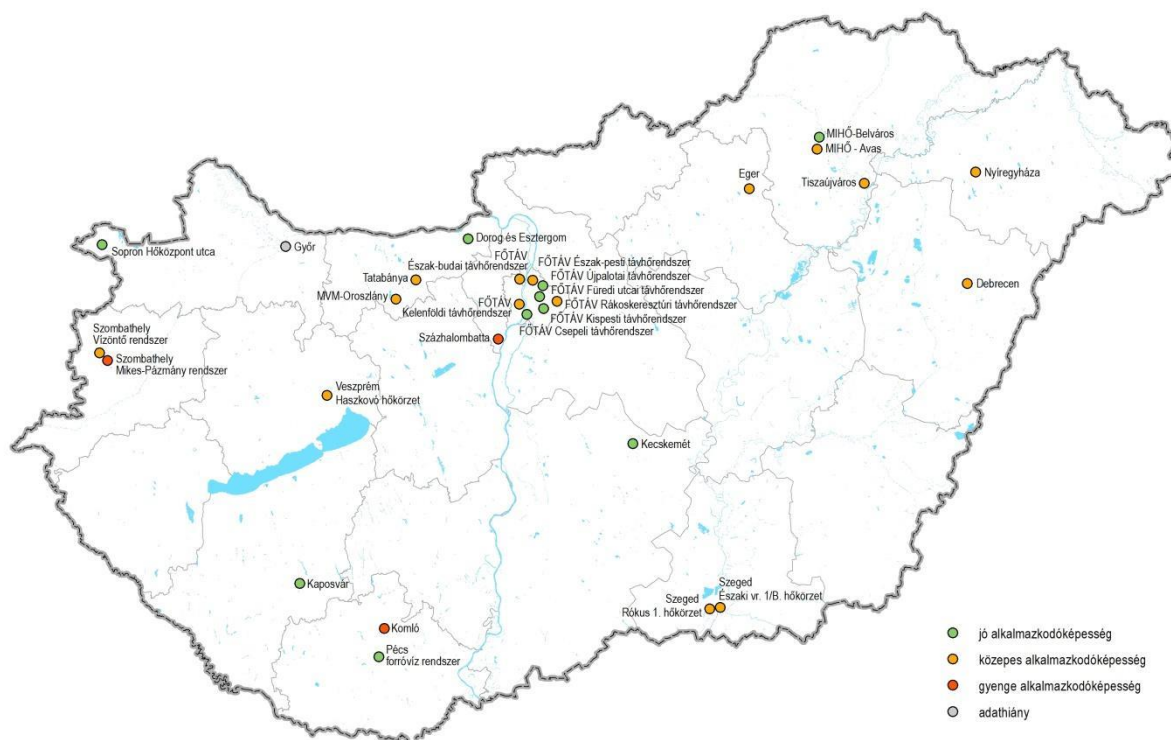 MIHŐ-Belváros
MIHŐ - Avas
Eger
Tiszaújváros
Nyíregyháza
Sopron Hőközpont utca
Győr
Dorog és Esztergom
FŐTÁV
Észak-budai távhőrendszer
FŐTÁV Észak-pesti távhőrendszer
FŐTÁV Újpalotai távhőrendszer
FŐTÁV Füredi utcai távhőrendszer
FŐTÁV Rákoskeresztúri távhőrendszer
FŐTÁV Kispesti távhőrendszer
FŐTÁV Csepeli távhőrendszer
FŐTÁV
Kelenföldi távhőrendszer
Tatabánya
MVM-Oroszlány
Debrecen
Százhalombatta
Szombathely
Vízöntő rendszer
Szombathely
Mikes-Pázmány rendszer
Veszprém
Haszkovó hőkörzet
Kecskemét
Kaposvár
Komló
Pécs
forróvíz rendszer
Szeged
Rókus 1. hőkörzet
Szeged
Északi vr. 1/B. hőkörzet
jó alkalmazkodóképesség
közepes alkalmazkodóképesség
gyenge alkalmazkodóképesség
adathiány